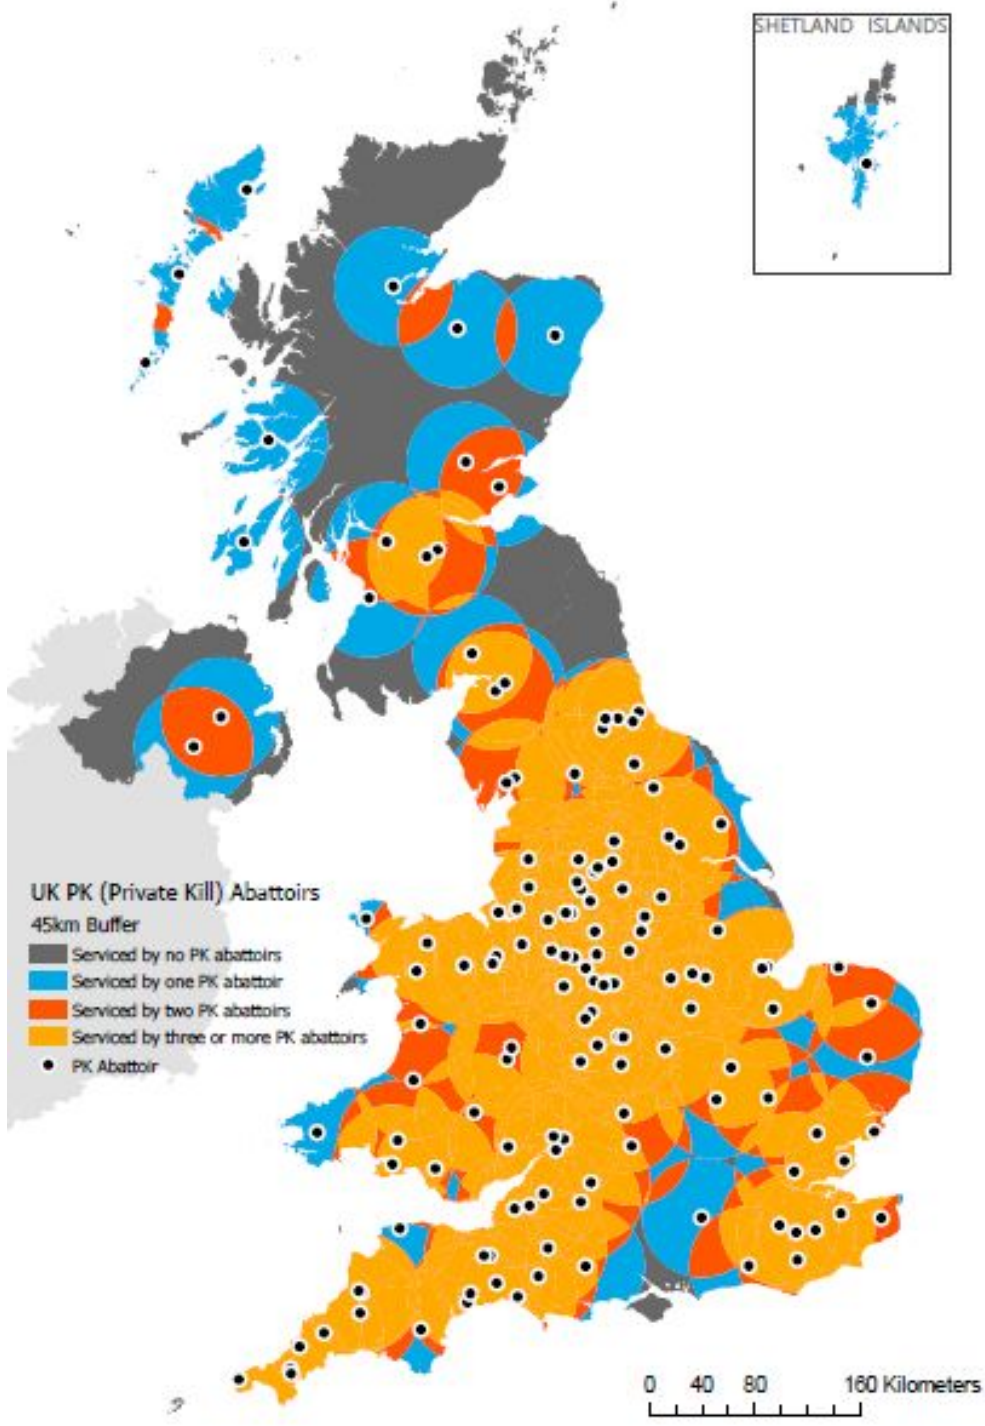 SHETLAND ISLANDS
UK PK (Private Kill) Abattoirs
45km Buffer
Serviced by no PK abattoirs
Serviced by one PK abattoir
Serviced by two PK abattoirs
Serviced by three or more PK abattoirs
PK Abattoir
0 40 80 160 Kilometers